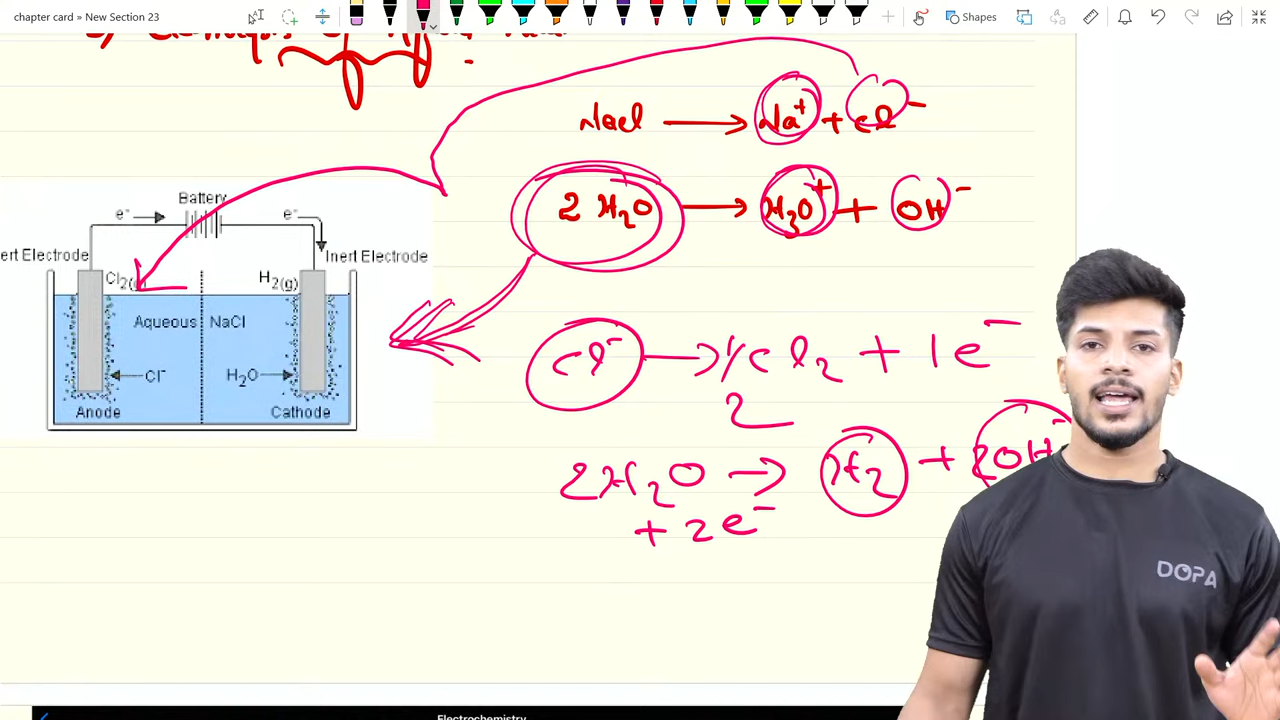 chapter card » New Section 23
Shapes
NaCl → Na⁺ + Cl⁻
2 H₂O → H₃O⁺ + OH⁻
Battery
e⁻ e⁻
ert Electrode Inert Electrode
Cl₂(g) H₂(g)
Aqueous NaCl
Cl⁻ H₂O
Anode Cathode
Cl⁻ → 1/2 Cl₂ + 1e⁻
2H₂O → H₂ + 2OH⁻
+ 2e⁻
DOPA
Electrochemistry